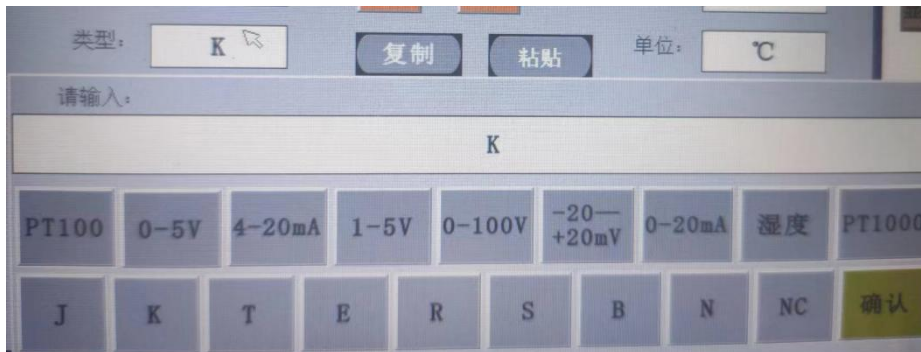 类型： K 复制 粘贴 单位： ℃
请输入：
K
PT100 0-5V 4-20mA 1-5V 0-100V -20—+20mV 0-20mA 湿度 PT1000
J K T E R S B N NC 确认